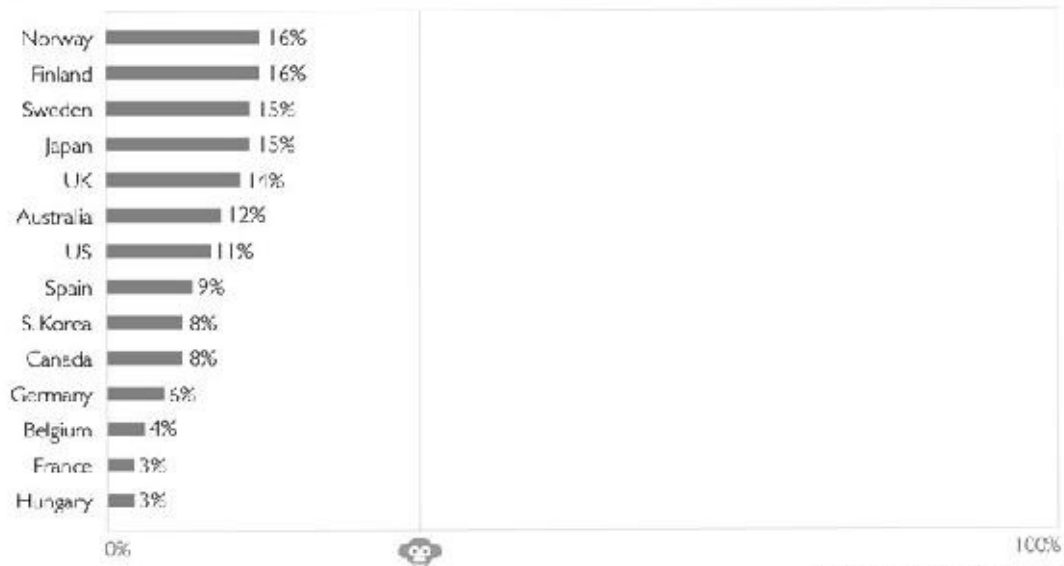 Norway 16%
Finland 16%
Sweden 15%
Japan 15%
UK 14%
Australia 12%
US 11%
Spain 9%
S. Korea 8%
Canada 8%
Germany 6%
Belgium 4%
France 3%
Hungary 3%
0% 100%